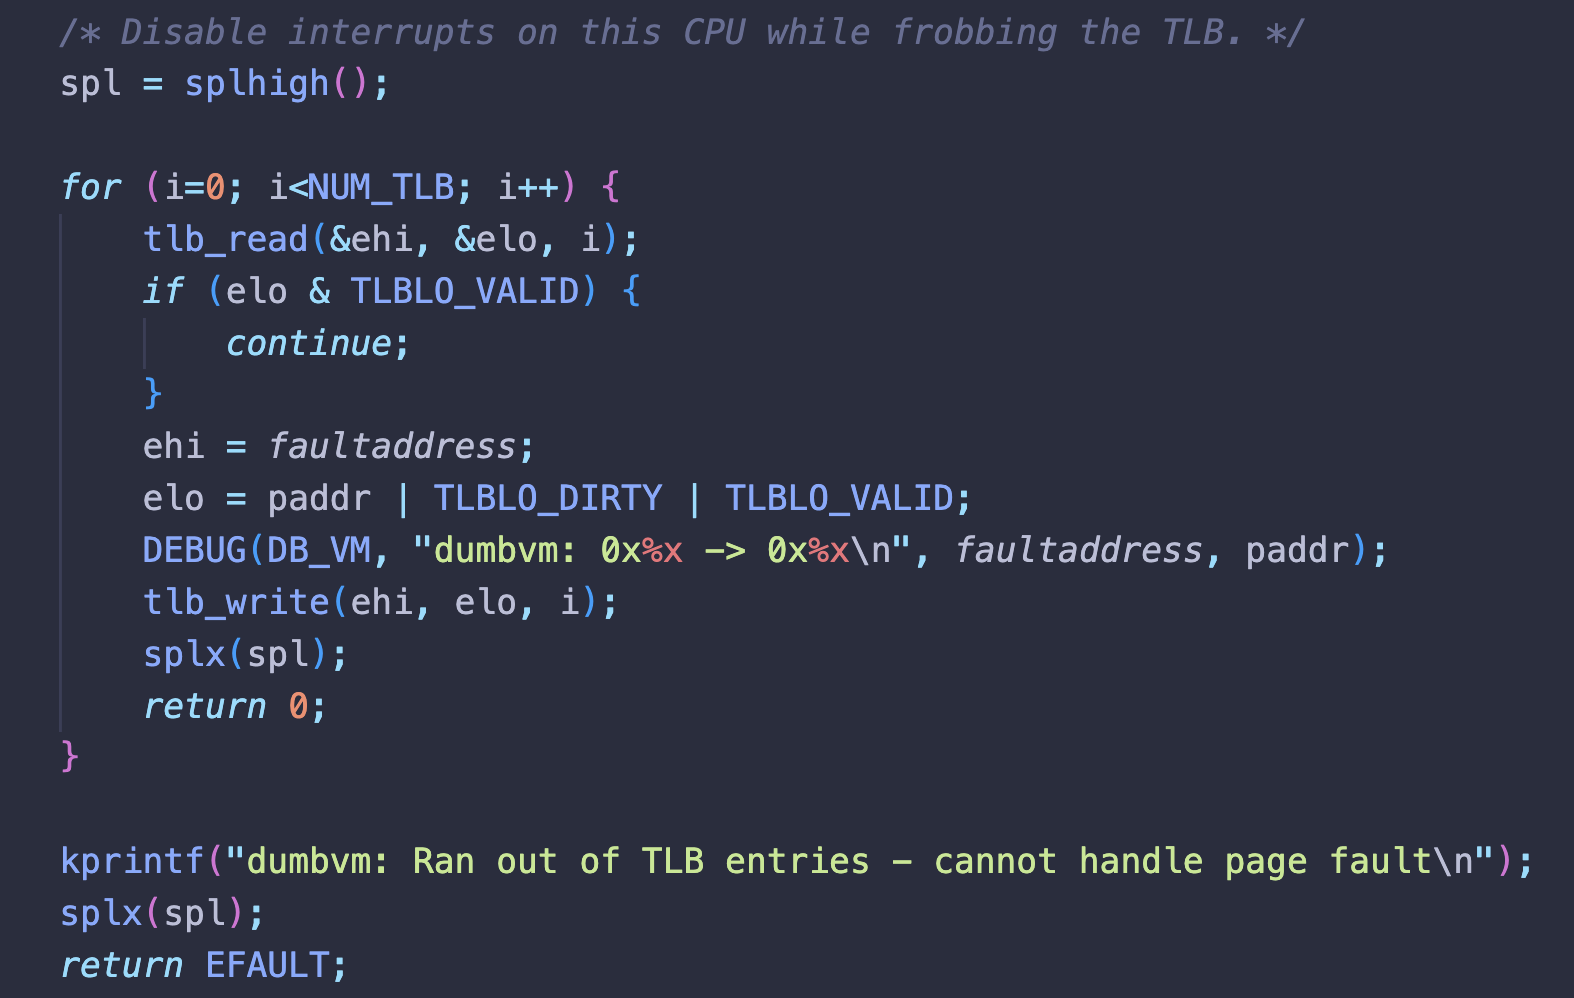 /* Disable interrupts on this CPU while frobbing the TLB. */
spl = splhigh();
for (i=0; i<NUM_TLB; i++) {
tlb_read(&ehi, &elo, i);
if (elo & TLBLO_VALID) {
continue;
}
ehi = faultaddress;
elo = paddr | TLBLO_DIRTY | TLBLO_VALID;
DEBUG(DB_VM, "dumbvm: 0x%x -> 0x%x\n", faultaddress, paddr);
tlb_write(ehi, elo, i);
splx(spl);
return 0;
}
kprintf("dumbvm: Ran out of TLB entries - cannot handle page fault\n");
splx(spl);
return EFAULT;